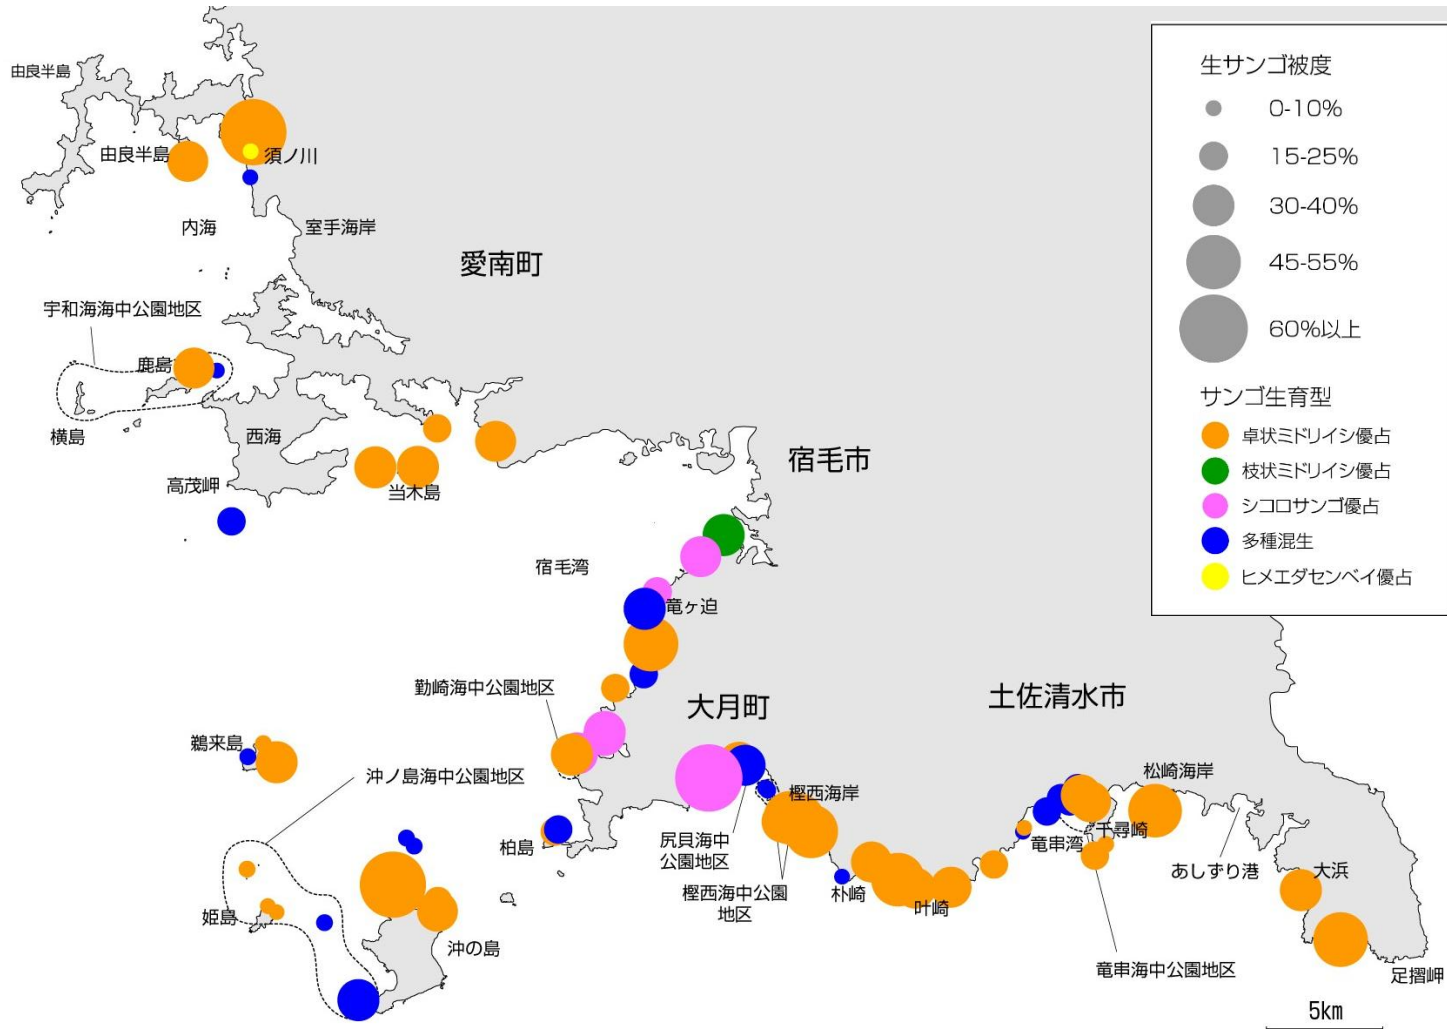 由良半島
由良半島
須ノ川
内海
室手海岸
愛南町
宇和海海中公園地区
鹿島
横島
西海
高茂岬
当木島
宿毛市
宿毛湾
竜ヶ迫
勤崎海中公園地区
大月町
土佐清水市
鵜来島
沖ノ島海中公園地区
柏島
尻貝海中
公園地区
樫西海岸
樫西海中公園
地区
朴崎
叶崎
竜串湾
千尋崎
松崎海岸
あしずり港
大浜
竜串海中公園地区
足摺岬
姫島
沖の島
5km
生サンゴ被度
0-10%
15-25%
30-40%
45-55%
60%以上
サンゴ生育型
卓状ミドリイシ優占
枝状ミドリイシ優占
シコロサンゴ優占
多種混生
ヒメエダセンベイ優占